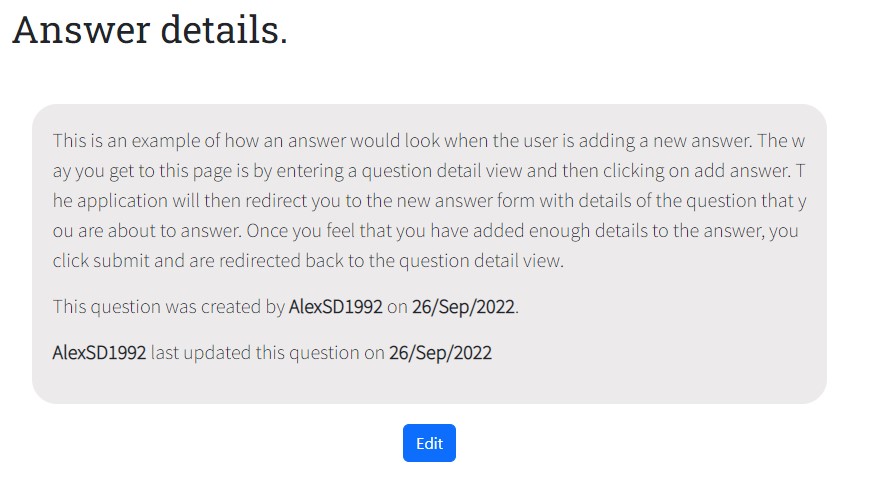 Answer details.
This is an example of how an answer would look when the user is adding a new answer. The w
ay you get to this page is by entering a question detail view and then clicking on add answer. T
he application will then redirect you to the new answer form with details of the question that y
ou are about to answer. Once you feel that you have added enough details to the answer, you
click submit and are redirected back to the question detail view.
This question was created by AlexSD1992 on 26/Sep/2022.
AlexSD1992 last updated this question on 26/Sep/2022
Edit